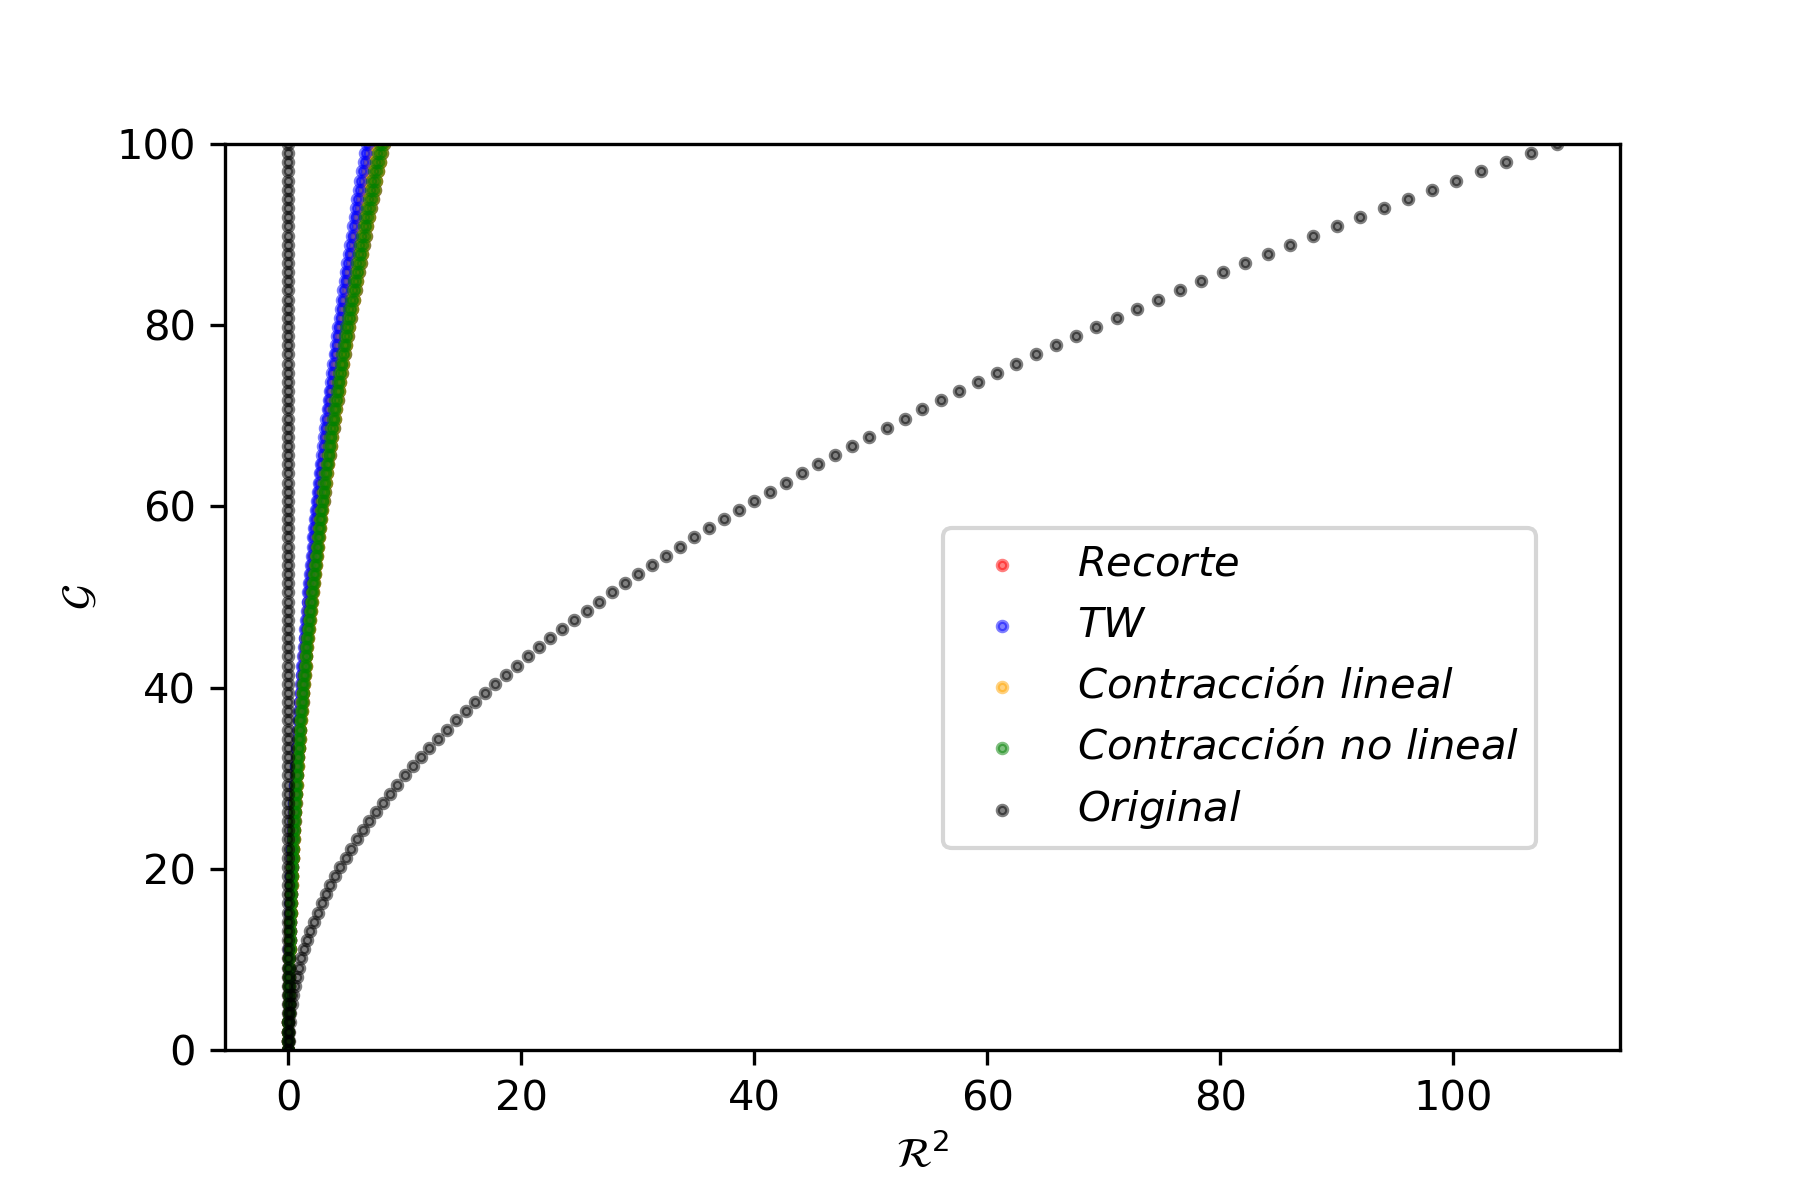 100
80
60
40
20
0
𝒢
Recorte
TW
Contracción lineal
Contracción no lineal
Original
0 20 40 60 80 100
ℛ²